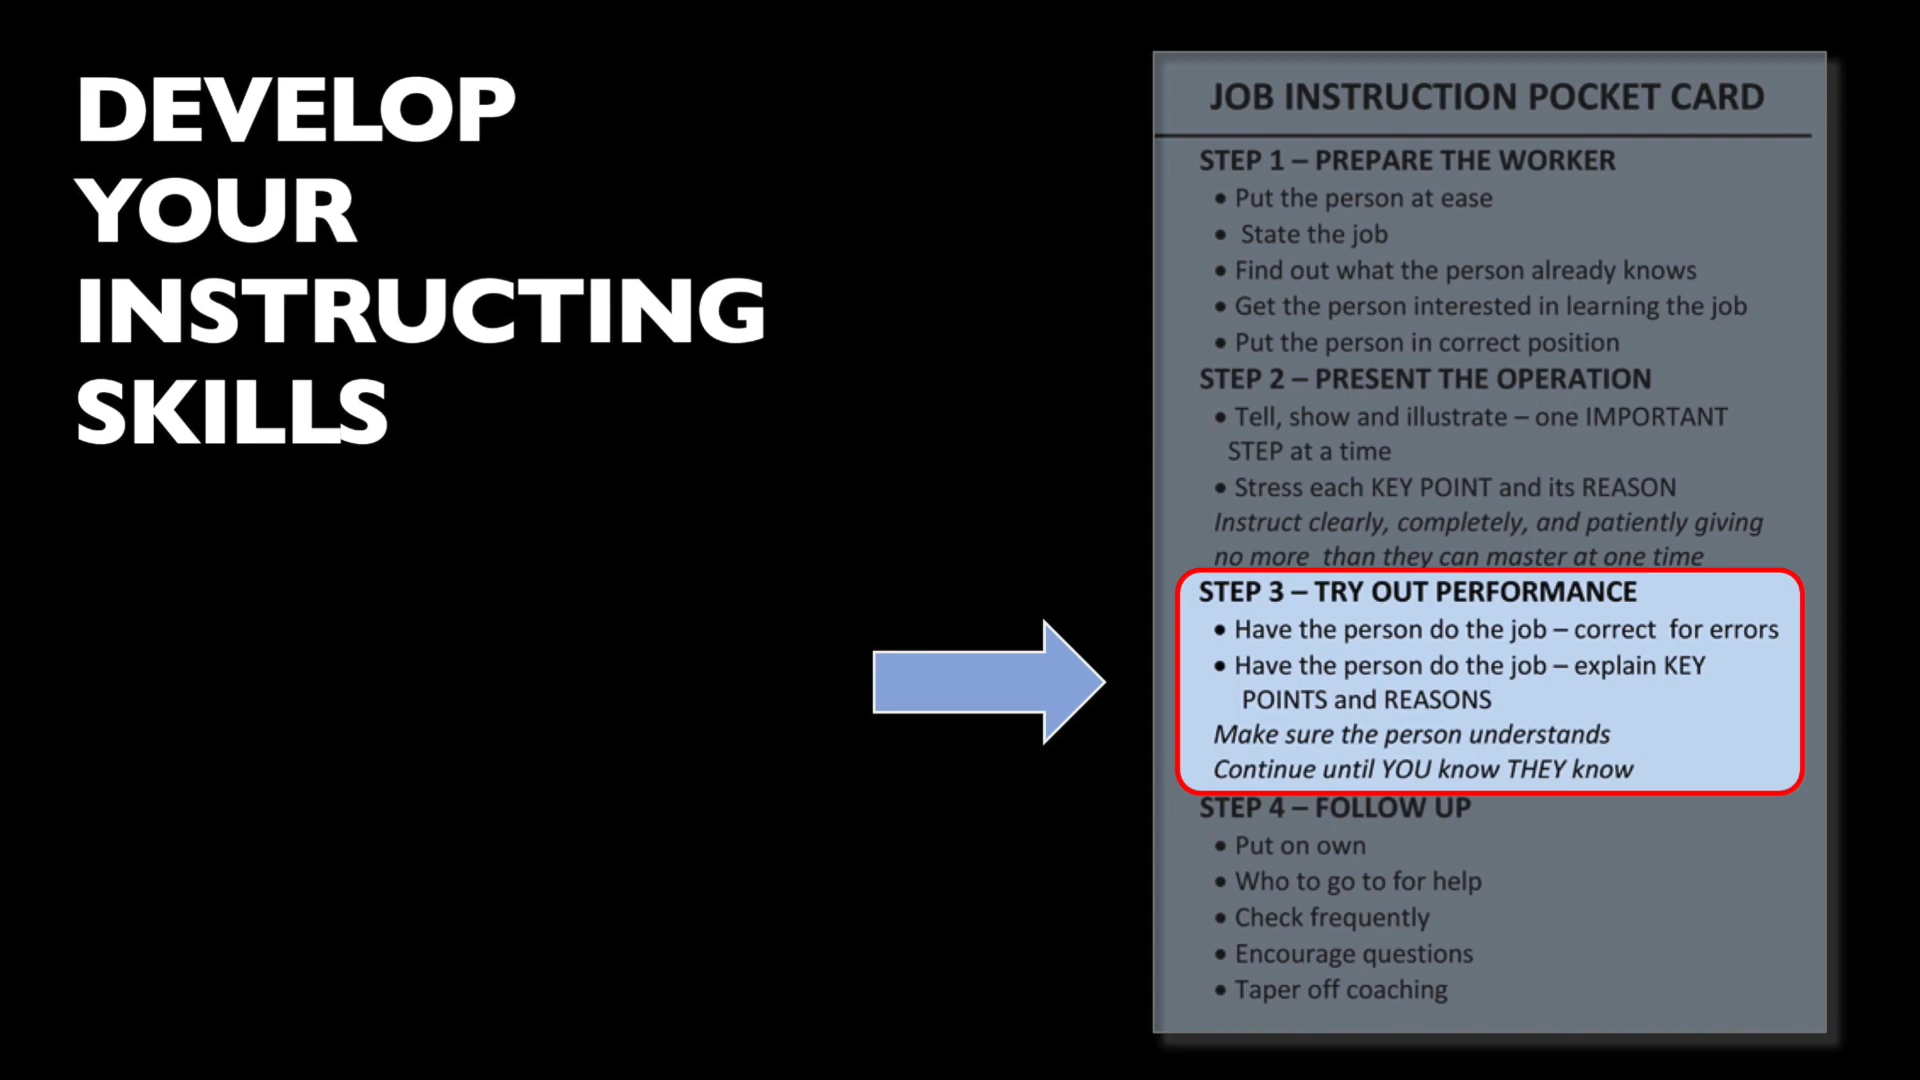 DEVELOP
YOUR
INSTRUCTING
SKILLS
JOB INSTRUCTION POCKET CARD
STEP 1 – PREPARE THE WORKER
• Put the person at ease
• State the job
• Find out what the person already knows
• Get the person interested in learning the job
• Put the person in correct position
STEP 2 – PRESENT THE OPERATION
• Tell, show and illustrate – one IMPORTANT
STEP at a time
• Stress each KEY POINT and its REASON
Instruct clearly, completely, and patiently giving
no more than they can master at one time
STEP 3 – TRY OUT PERFORMANCE
• Have the person do the job – correct for errors
• Have the person do the job – explain KEY
POINTS and REASONS
Make sure the person understands
Continue until YOU know THEY know
STEP 4 – FOLLOW UP
• Put on own
• Who to go to for help
• Check frequently
• Encourage questions
• Taper off coaching